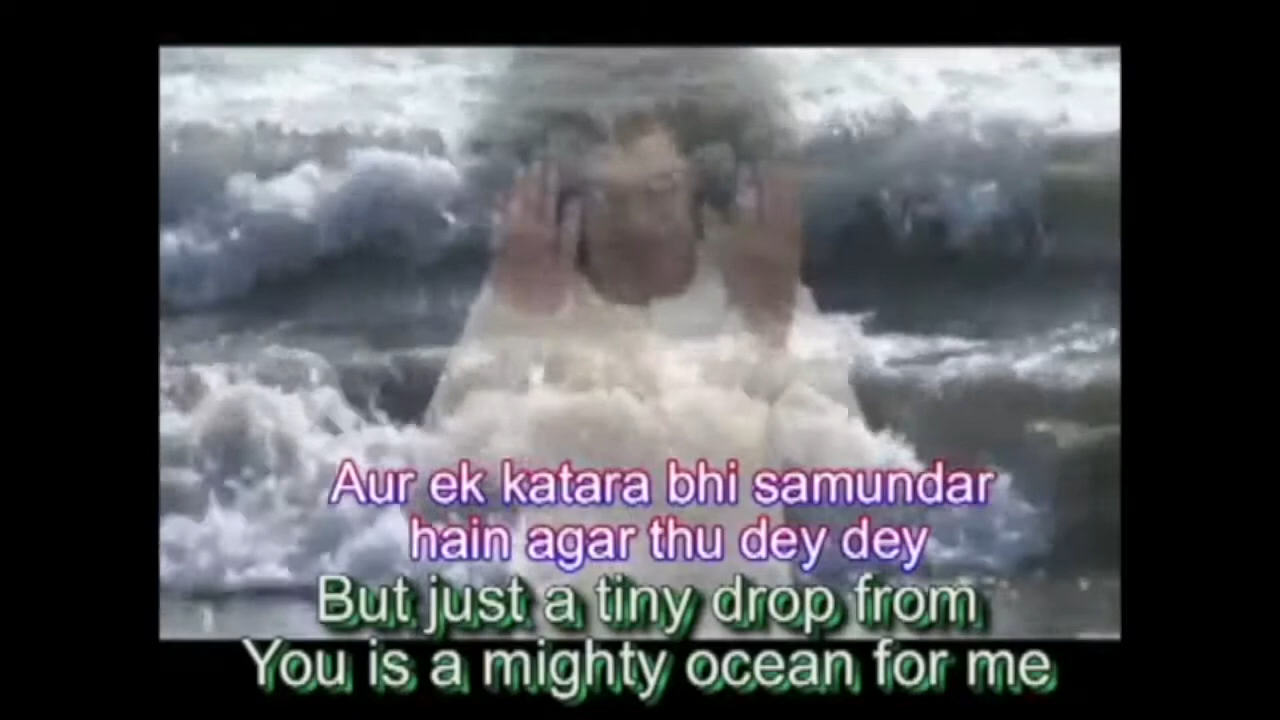 Aur ek katara bhi samundar
hain agar thu dey dey
But just a tiny drop from
You is a mighty ocean for me